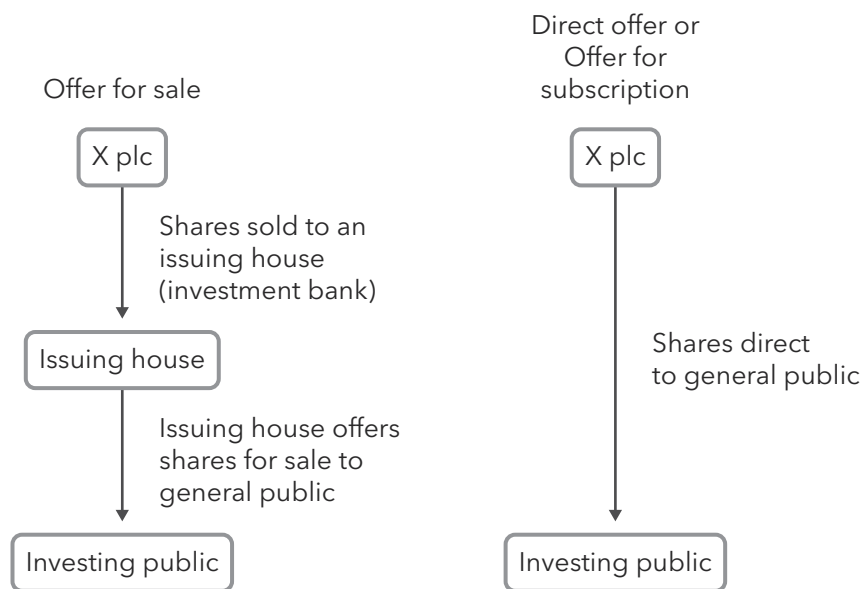 Offer for sale
X plc
Shares sold to an
issuing house
(investment bank)
Issuing house
Issuing house offers
shares for sale to
general public
Investing public
Direct offer or
Offer for
subscription
X plc
Shares direct
to general public
Investing public